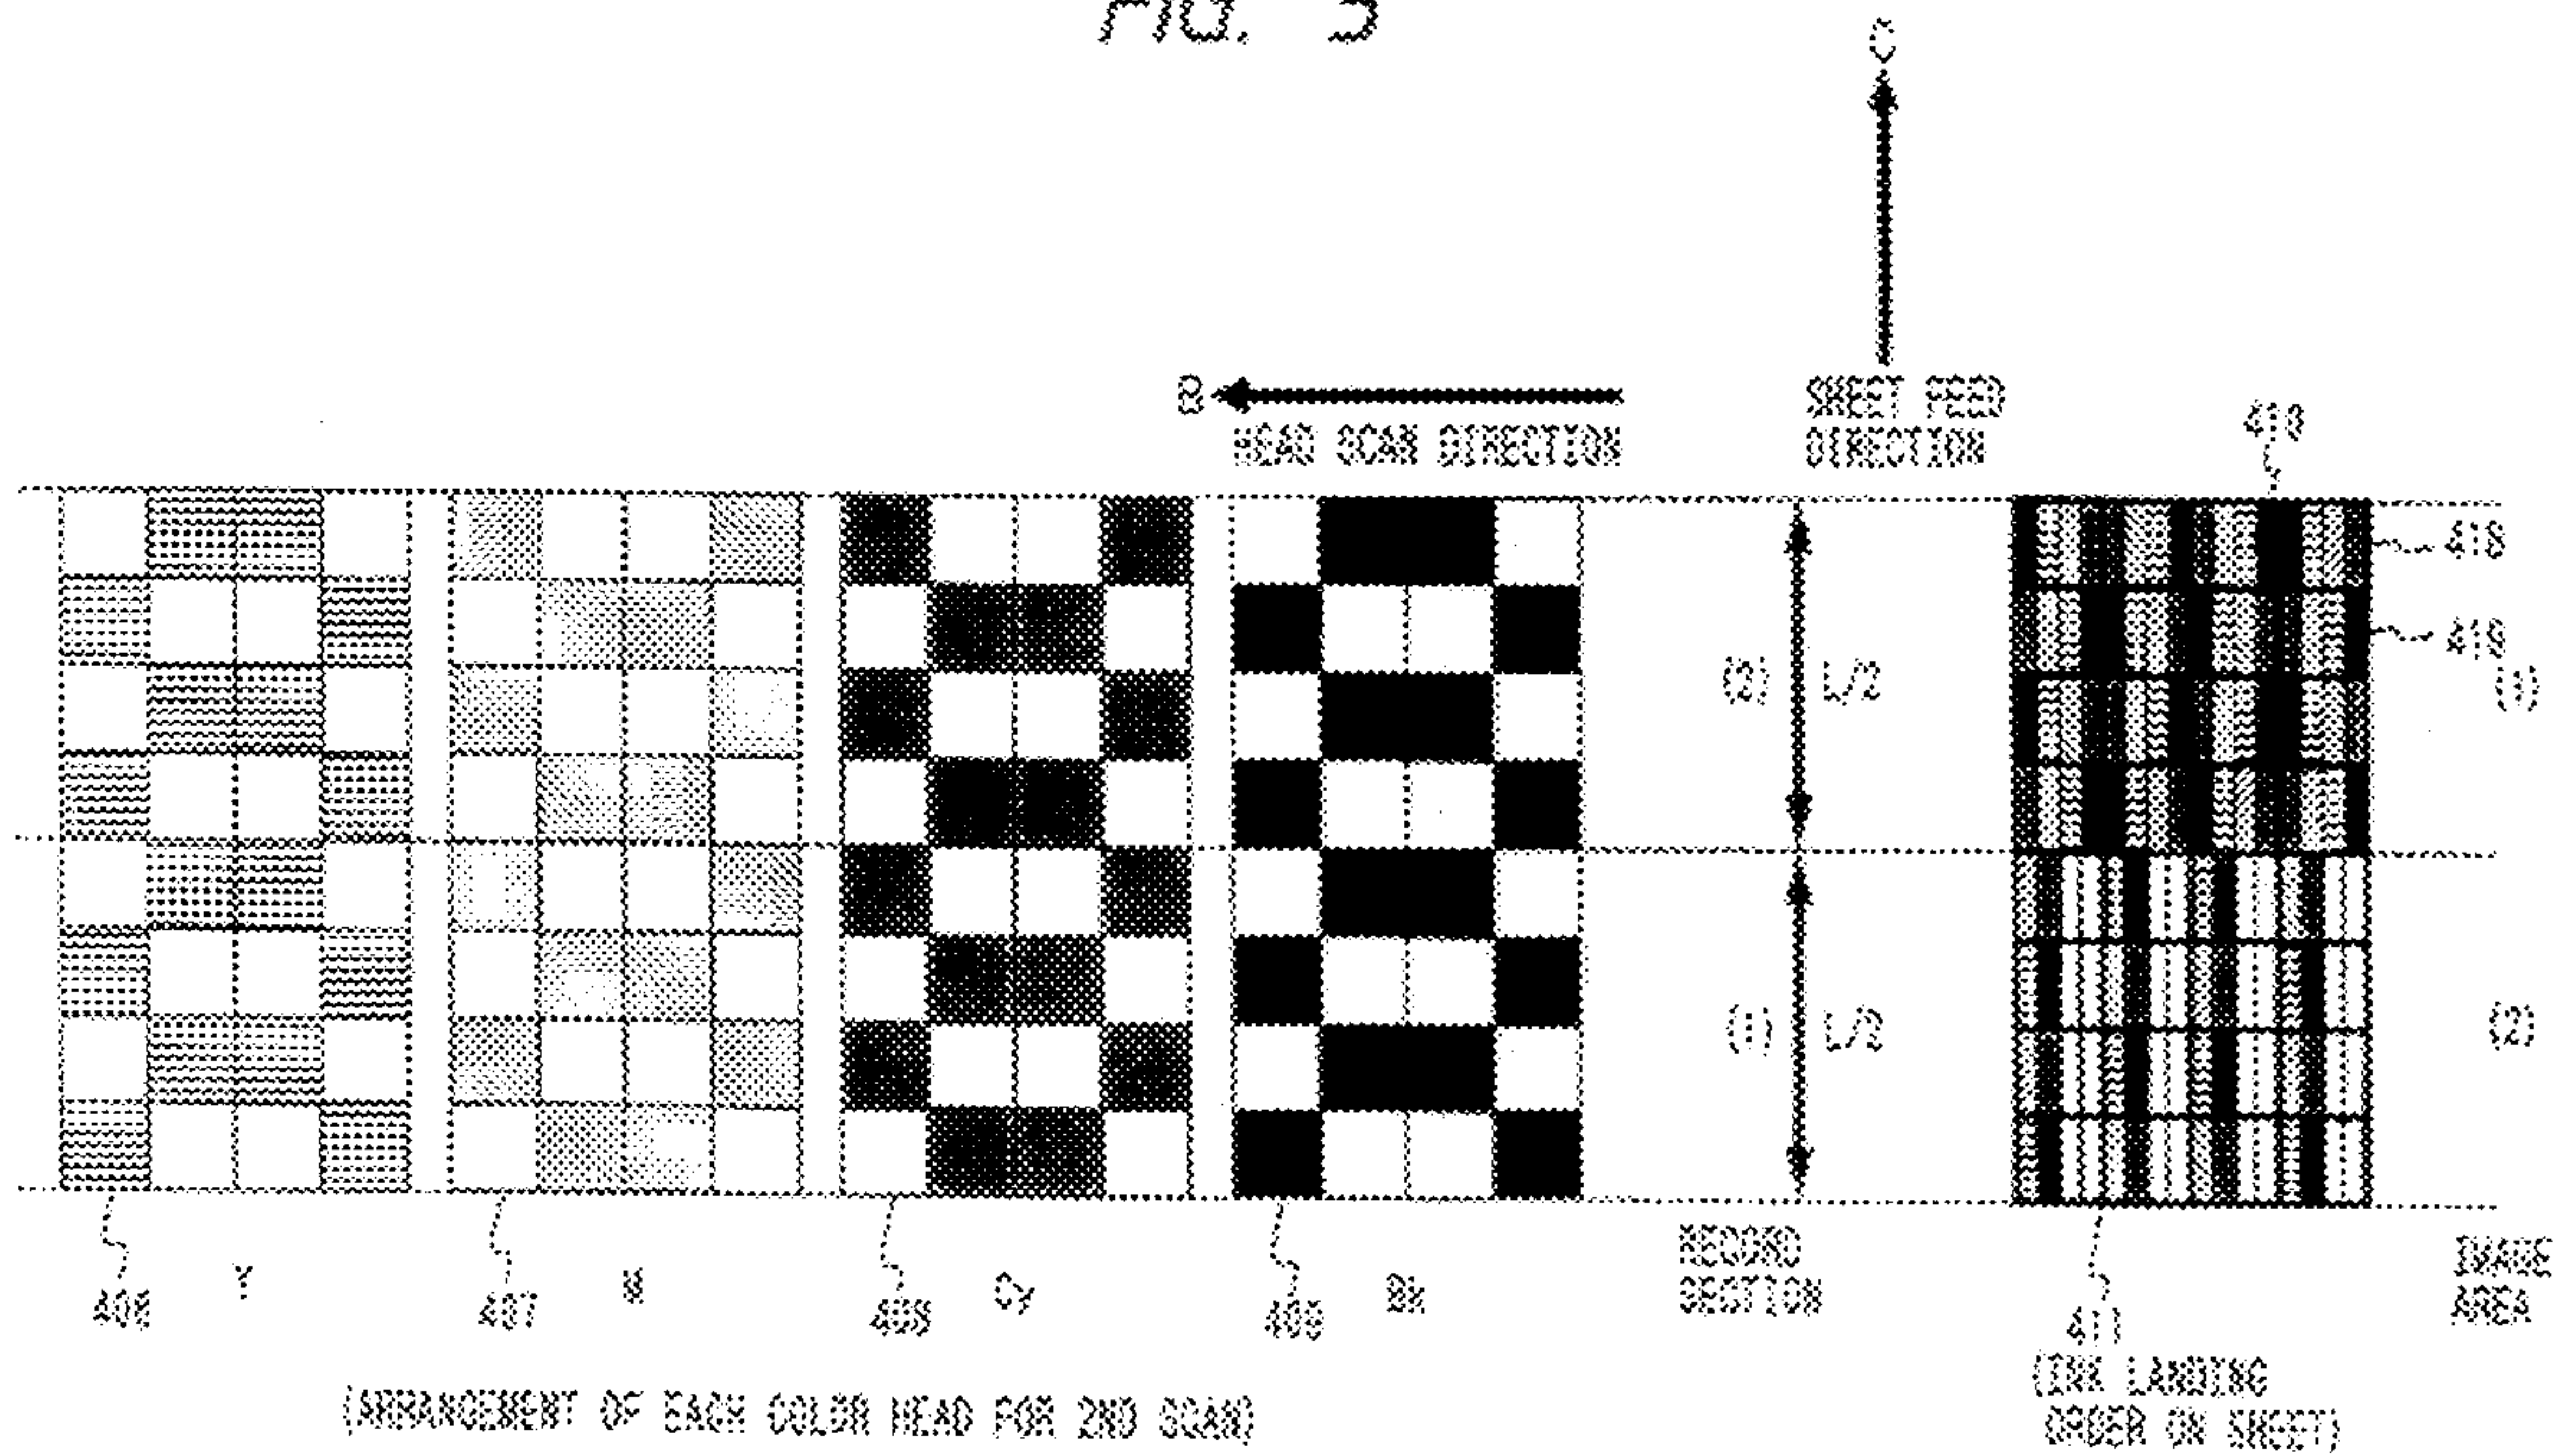 FIG. 5
C
B
HEAD SCAN DIRECTION
SHEET FEED
DIRECTION
410
418
419
(2) L/2
(1)
(1) L/2
(2)
406 Y 407 M 408 Cy 409 Bk
RECORD
SECTION
411
IMAGE
AREA
(ARRANGEMENT OF EACH COLOR HEAD FOR 2ND SCAN)
(INK LANDING
ORDER ON SHEET)